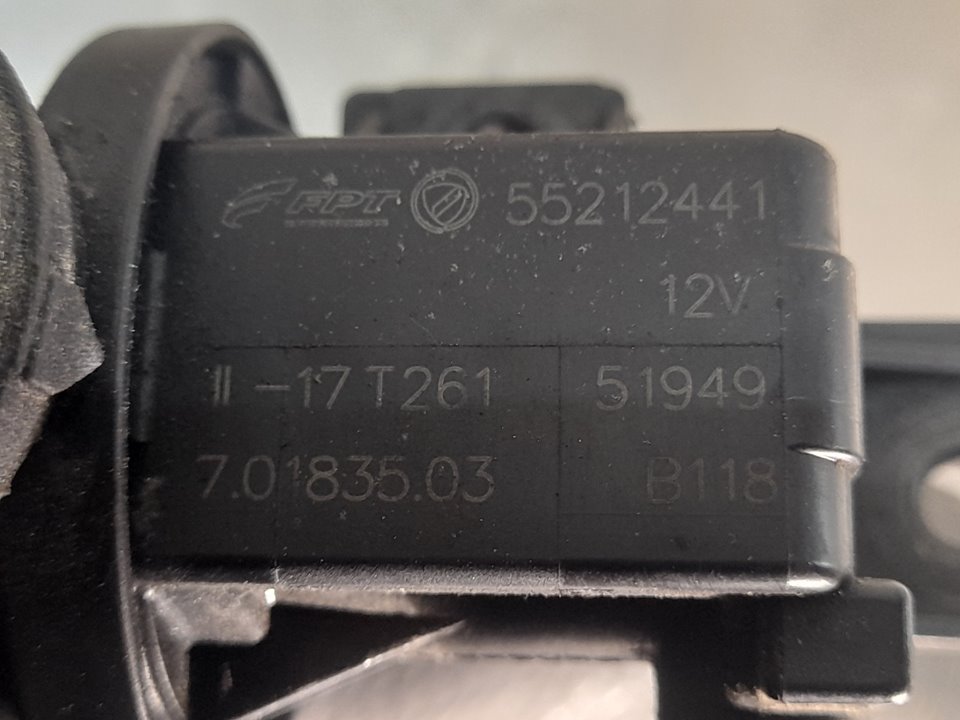 FPT 55212441
12V
II -17 T261 51949
7.01835.03 B118